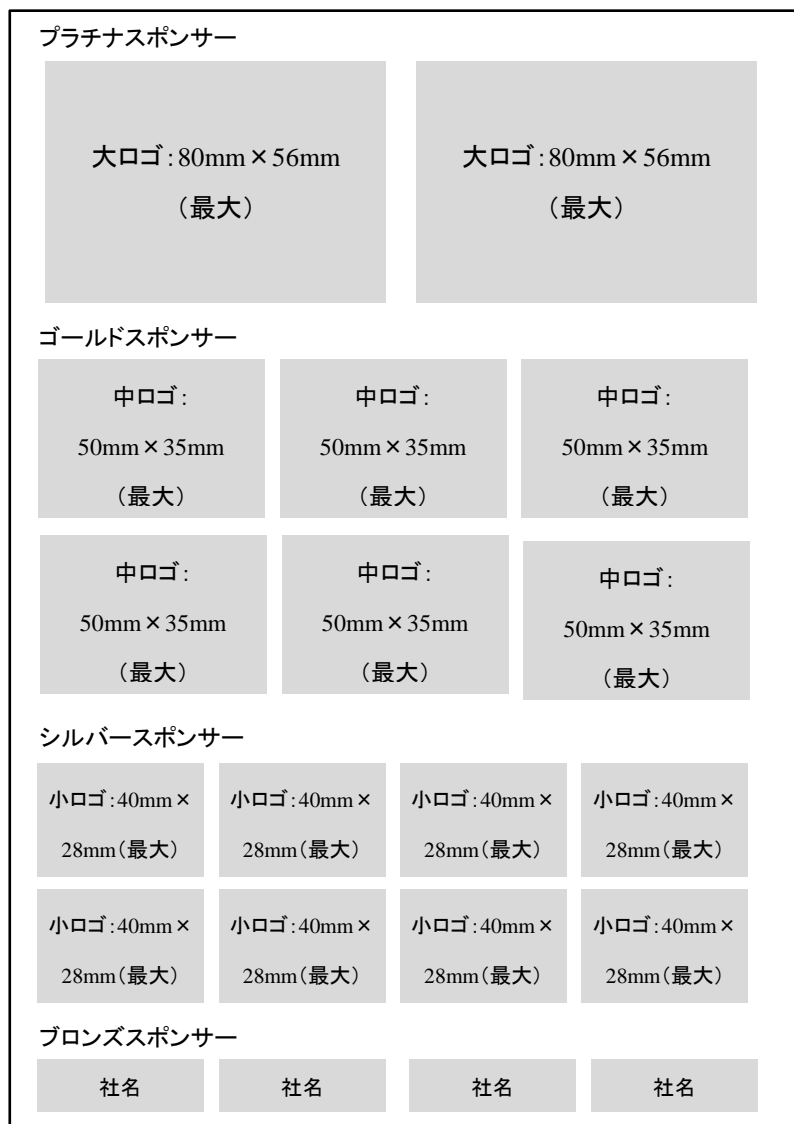 プラチナスポンサー
大ロゴ:80mm×56mm 大ロゴ:80mm×56mm
(最大) (最大)
ゴールドスポンサー
中ロゴ: 中ロゴ: 中ロゴ:
50mm×35mm 50mm×35mm 50mm×35mm
(最大) (最大) (最大)
中ロゴ: 中ロゴ: 中ロゴ:
50mm×35mm 50mm×35mm 50mm×35mm
(最大) (最大) (最大)
シルバースポンサー
小ロゴ:40mm× 小ロゴ:40mm× 小ロゴ:40mm× 小ロゴ:40mm×
28mm(最大) 28mm(最大) 28mm(最大) 28mm(最大)
小ロゴ:40mm× 小ロゴ:40mm× 小ロゴ:40mm× 小ロゴ:40mm×
28mm(最大) 28mm(最大) 28mm(最大) 28mm(最大)
ブロンズスポンサー
社名 社名 社名 社名